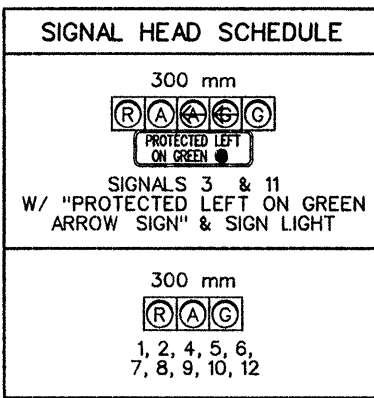 SIGNAL HEAD SCHEDULE
300 mm
R A A G G
PROTECTED LEFT
ON GREEN
SIGNALS 3 & 11
W/ "PROTECTED LEFT ON GREEN
ARROW SIGN" & SIGN LIGHT
300 mm
R A G
1, 2, 4, 5, 6,
7, 8, 9, 10, 12